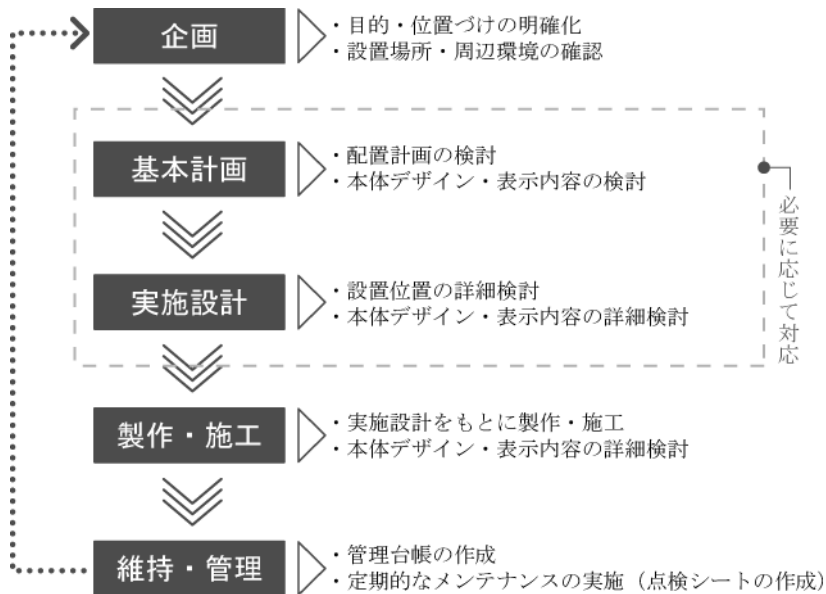 企画
・目的・位置づけの明確化
・設置場所・周辺環境の確認
基本計画
・配置計画の検討
・本体デザイン・表示内容の検討
必要に応じて対応
実施設計
・設置位置の詳細検討
・本体デザイン・表示内容の詳細検討
製作・施工
・実施設計をもとに製作・施工
・本体デザイン・表示内容の詳細検討
維持・管理
・管理台帳の作成
・定期的なメンテナンスの実施（点検シートの作成）